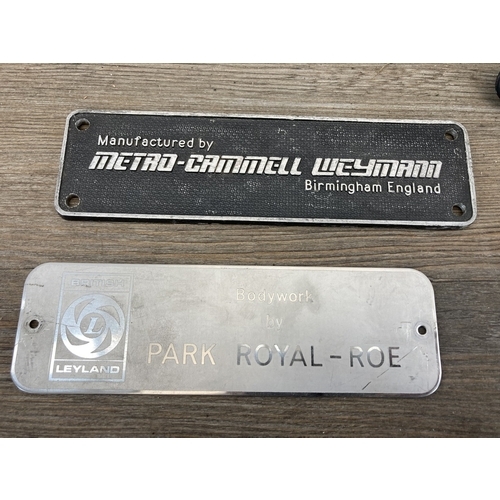 Manufactured by
METRO-CAMMELL WEYMANN
Birmingham England
BRITISH
L
LEYLAND
Bodywork
by
PARK ROYAL-ROE